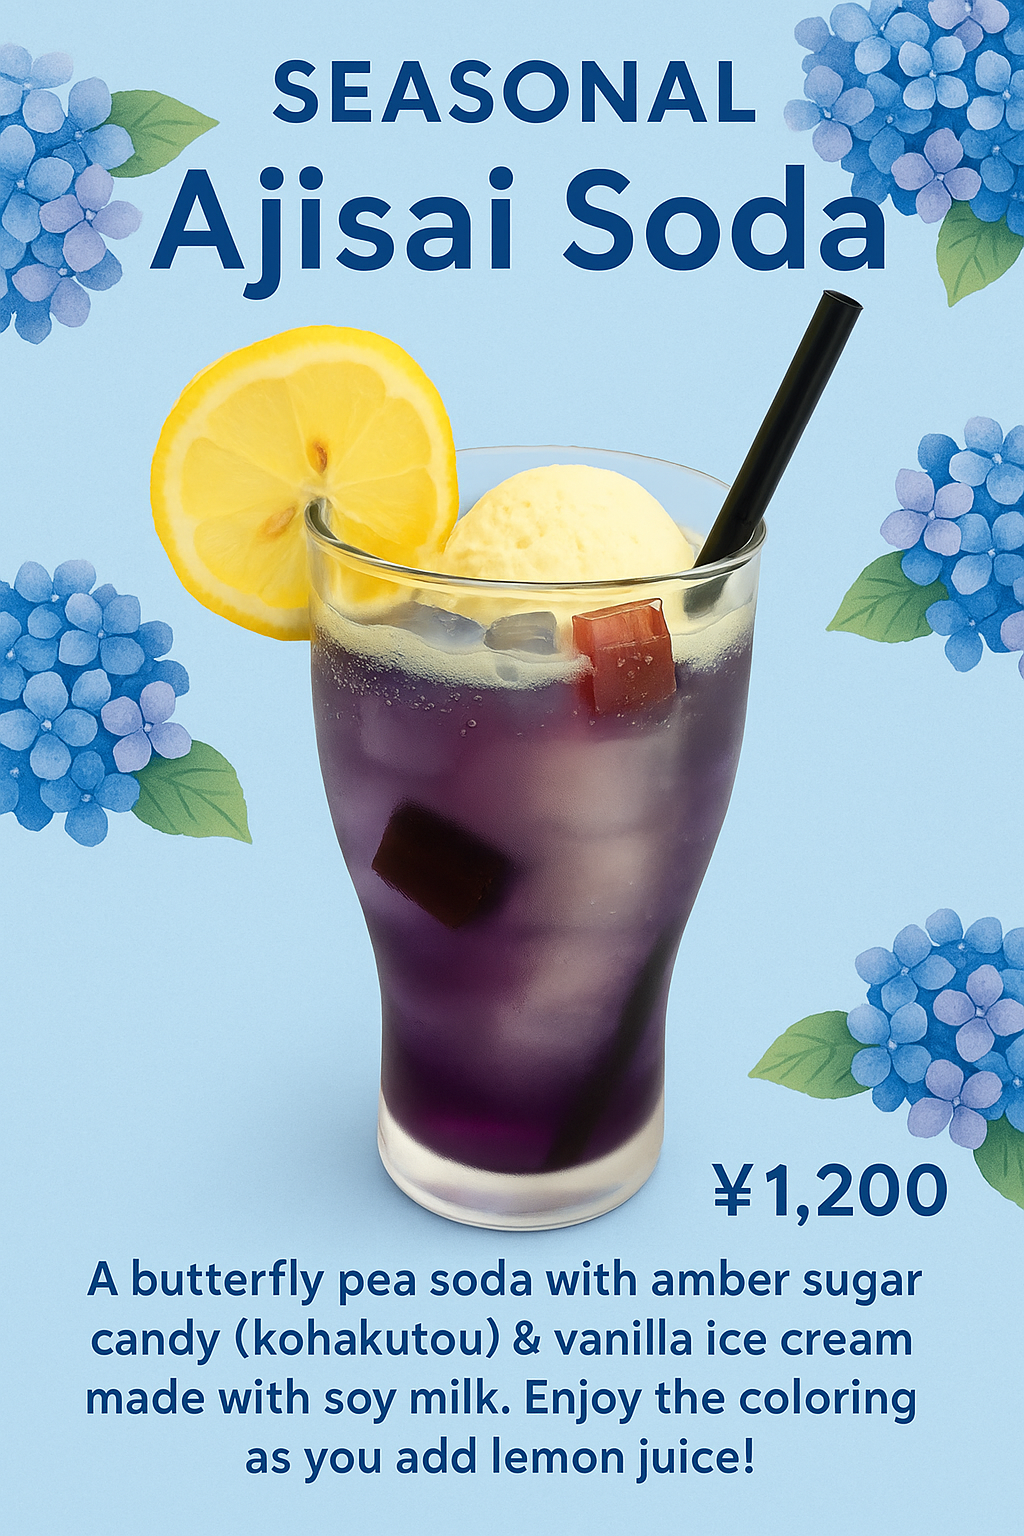 SEASONAL
Ajisai Soda
¥1,200
A butterfly pea soda with amber sugar
candy (kohakutou) & vanilla ice cream
made with soy milk. Enjoy the coloring
as you add lemon juice!